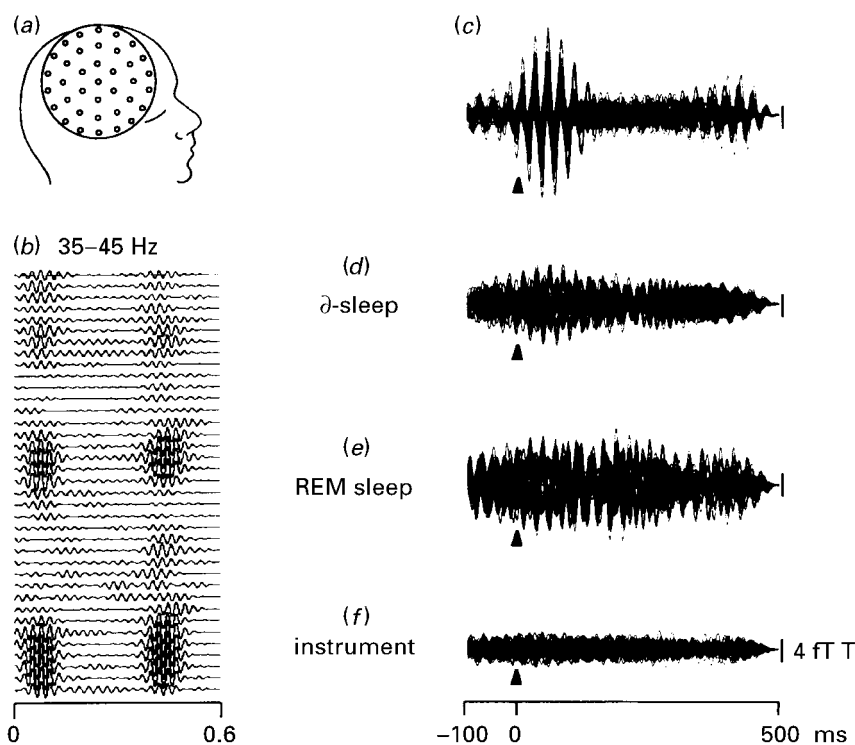 (a)
(c)
(b) 35–45 Hz
(d)
∂-sleep
(e)
REM sleep
(f)
instrument
4 fT T
0 0.6
−100 0 500 ms